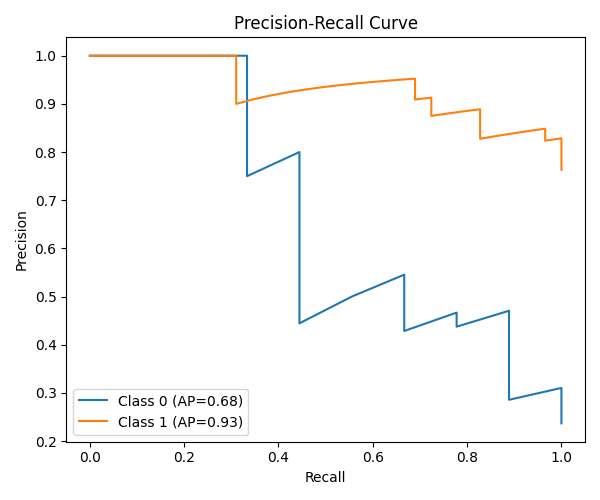 Precision-Recall Curve
1.0
0.9
0.8
0.7
0.6
0.5
0.4
0.3
0.2
Precision
Class 0 (AP=0.68)
Class 1 (AP=0.93)
0.0 0.2 0.4 0.6 0.8 1.0
Recall